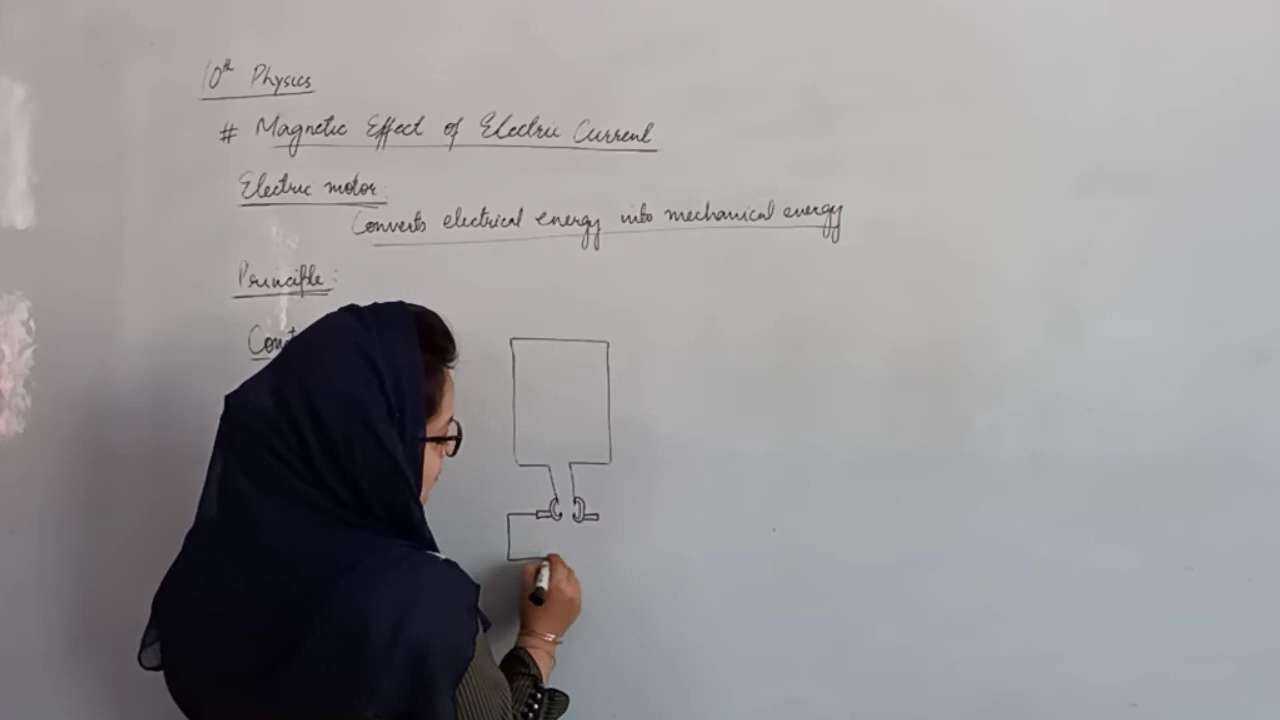 10th Physics
# Magnetic Effect of Electric Current
Electric motor:
Converts electrical energy into mechanical energy
Principle: